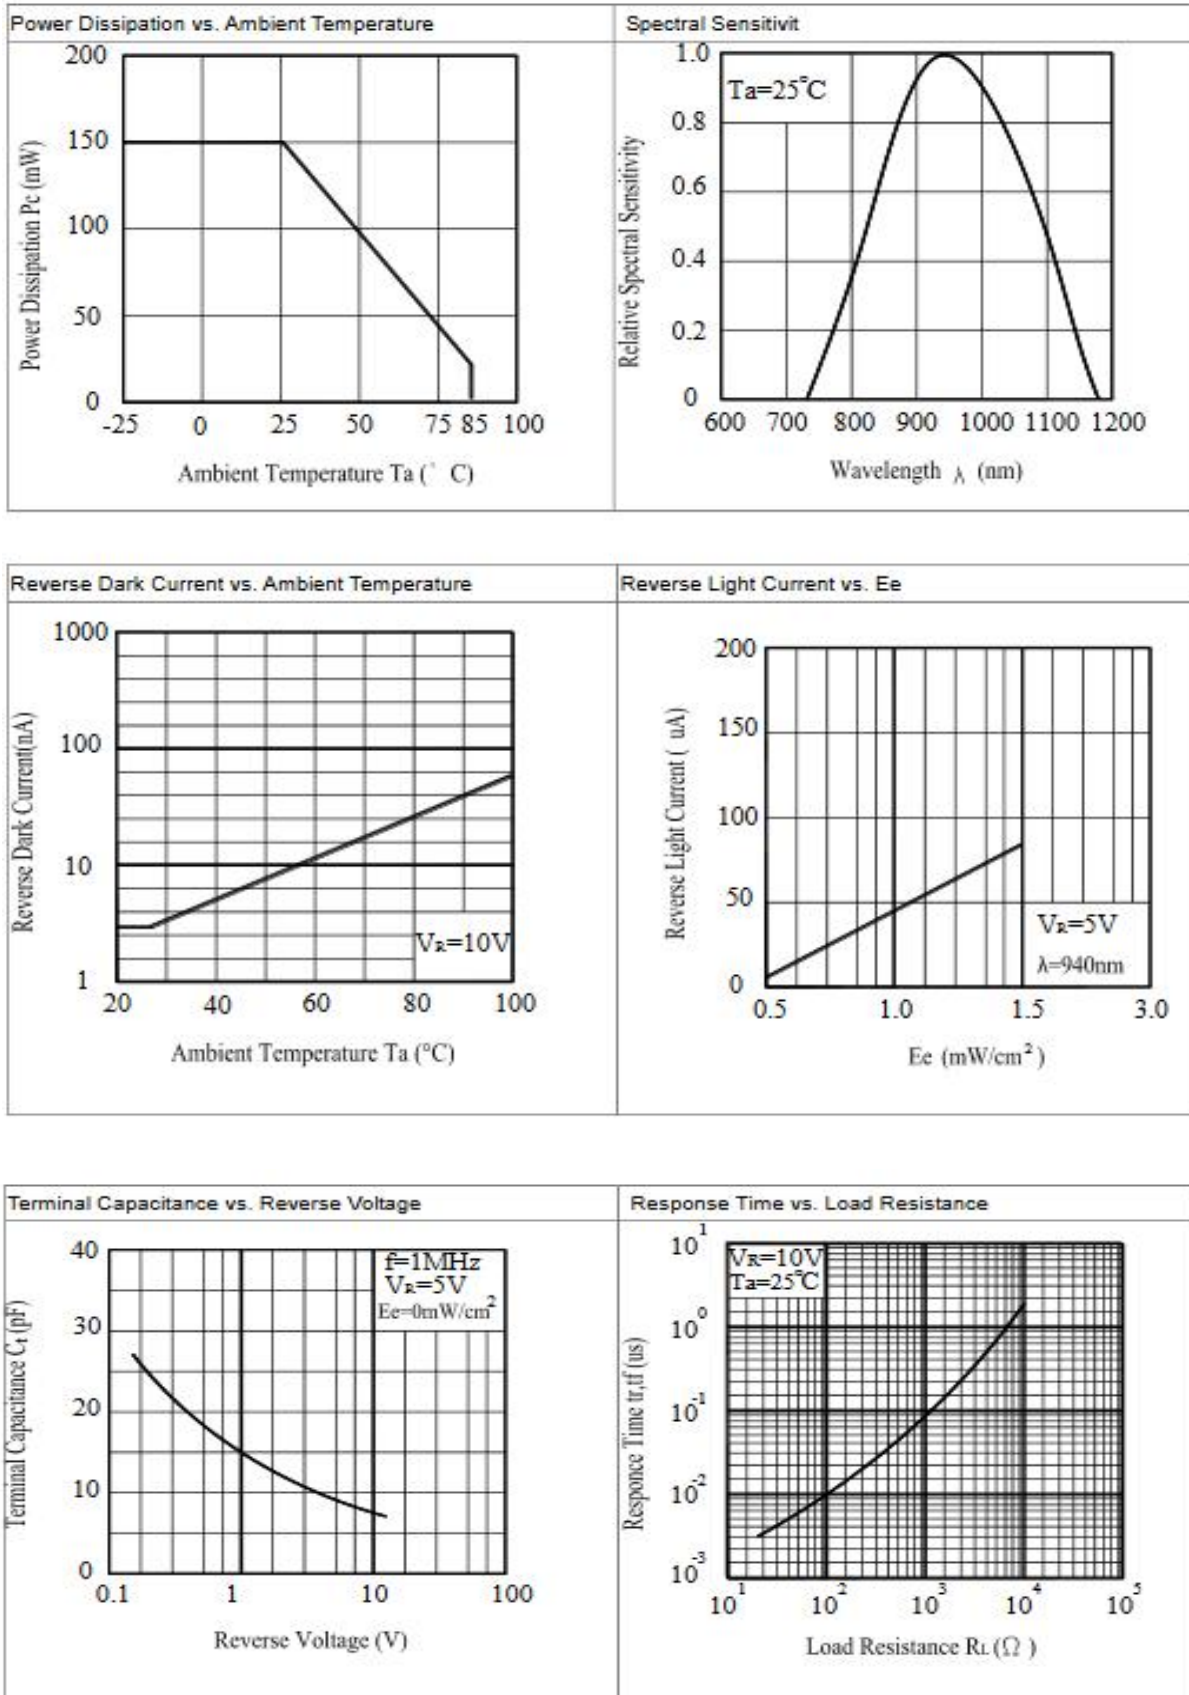 Power Dissipation vs. Ambient Temperature
200
150
100
50
0
-25 0 25 50 75 85 100
Power Dissipation Pc (mW)
Ambient Temperature Ta (° C)
Spectral Sensitivit
1.0
0.8
0.6
0.4
0.2
0
Ta=25°C
600 700 800 900 1000 1100 1200
Relative Spectral Sensitivity
Wavelength λ (nm)
Reverse Dark Current vs. Ambient Temperature
1000
100
10
1
VR=10V
20 40 60 80 100
Reverse Dark Current(nA)
Ambient Temperature Ta (°C)
Reverse Light Current vs. Ee
200
150
100
50
0
VR=5V
λ=940nm
0.5 1.0 1.5 3.0
Reverse Light Current ( uA)
Ee (mW/cm²)
Terminal Capacitance vs. Reverse Voltage
40
30
20
10
0
f=1MHz
VR=5V
Ee=0mW/cm²
0.1 1 10 100
Terminal Capacitance Ct (pF)
Reverse Voltage (V)
Response Time vs. Load Resistance
10¹
10⁰
10⁻¹
10⁻²
10⁻³
VR=10V
Ta=25°C
10¹ 10² 10³ 10⁴ 10⁵
Responce Time tr,tf (us)
Load Resistance RL (Ω )